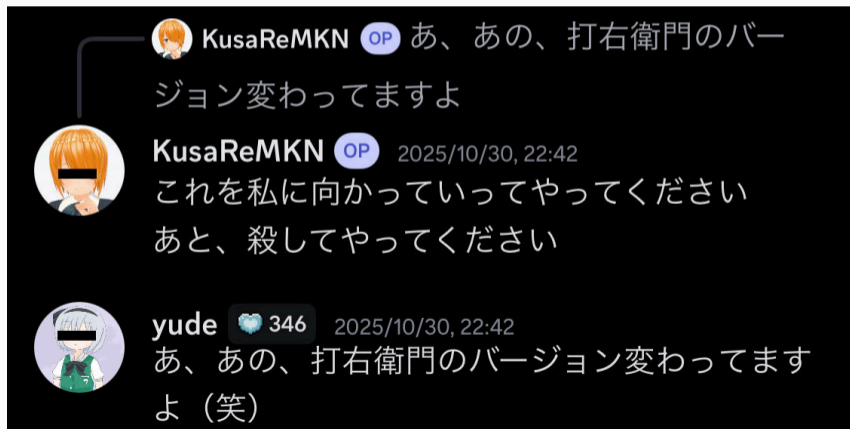 KusaReMKN OP あ、あの、打右衛門のバー
ジョン変わってますよ
KusaReMKN OP 2025/10/30, 22:42
これを私に向かっていってやってください
あと、殺してやってください
yude 346 2025/10/30, 22:42
あ、あの、打右衛門のバージョン変わってます
よ（笑）